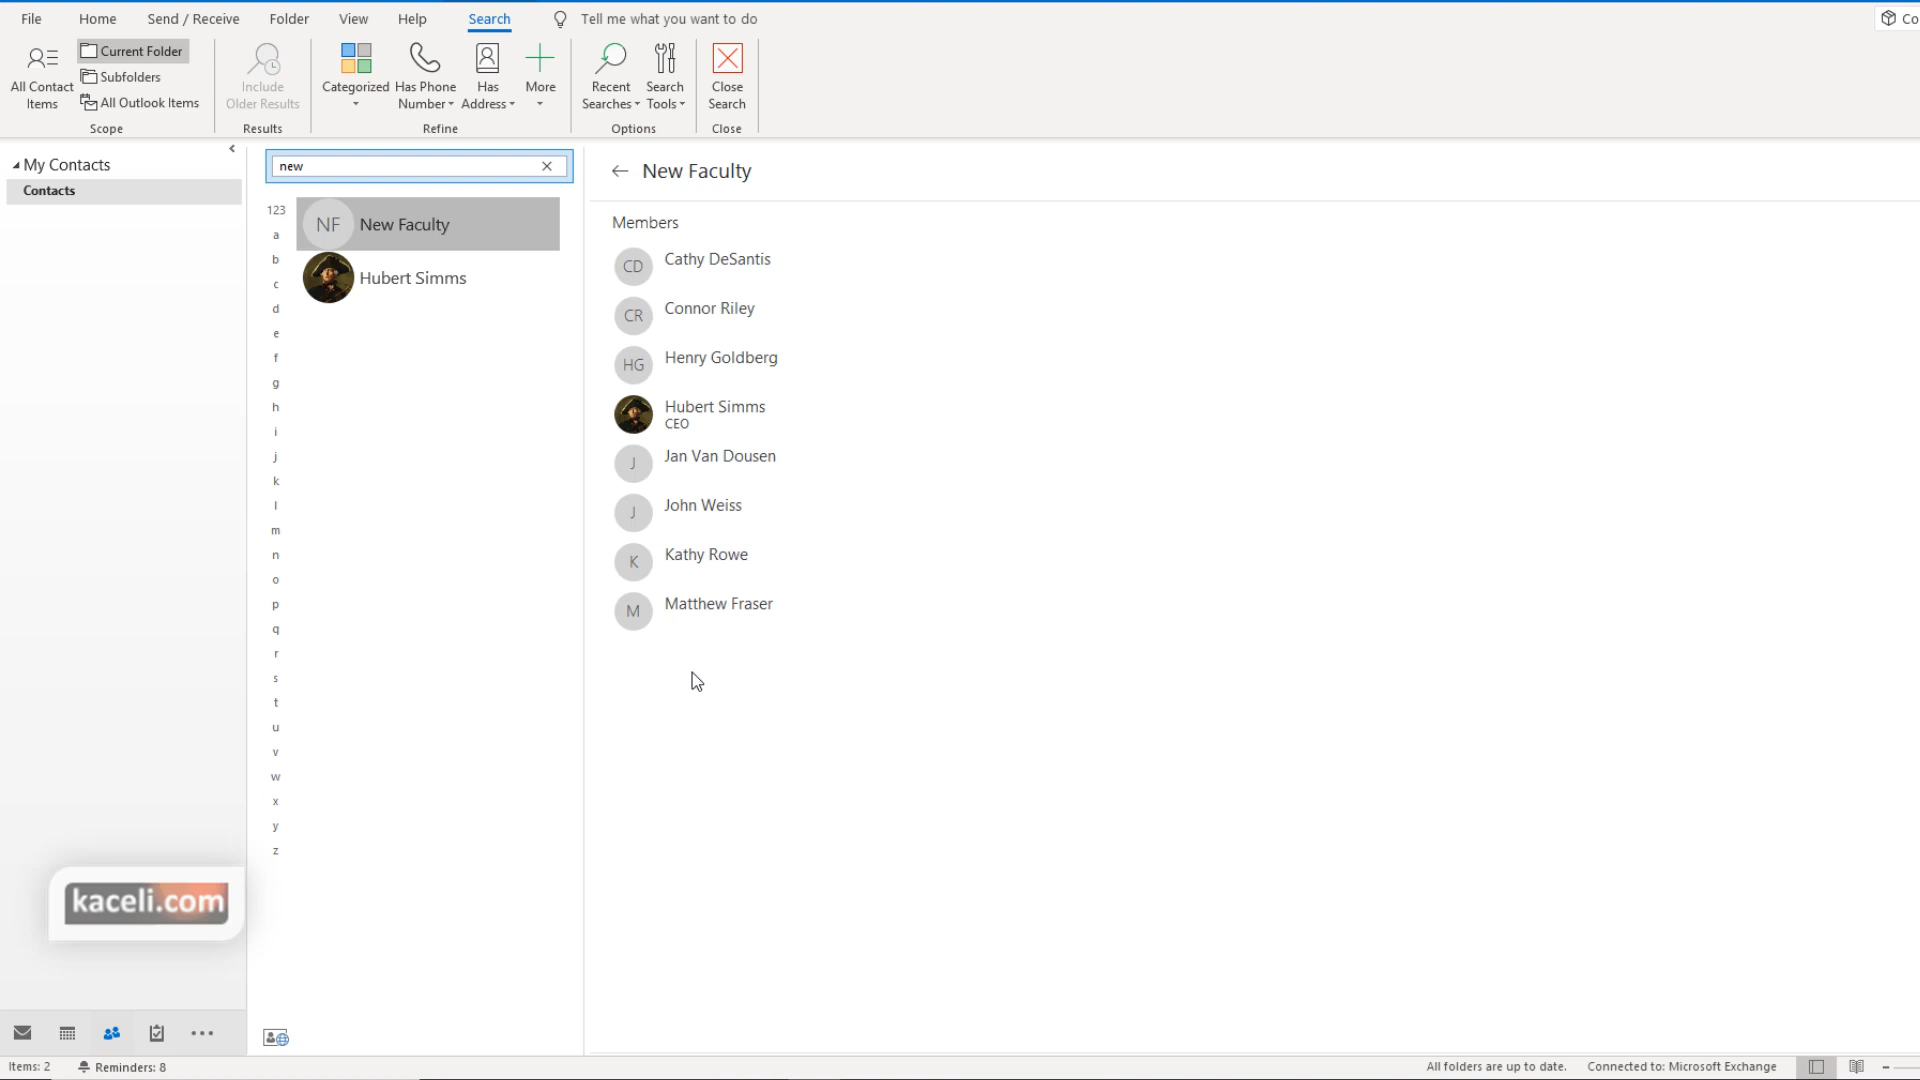 File Home Send / Receive Folder View Help Search Tell me what you want to do
Co
All Contact Items
Current Folder
Subfolders
All Outlook Items
Scope
Include Older Results
Results
Categorized
Has Phone Number
Has Address
More
Refine
Recent Searches
Search Tools
Options
Close Search
Close
My Contacts
Contacts
new
123
a
b
c
d
e
f
g
h
i
j
k
l
m
n
o
p
q
r
s
t
u
v
w
x
y
z
NF New Faculty
Hubert Simms
New Faculty
Members
CD Cathy DeSantis
CR Connor Riley
HG Henry Goldberg
Hubert Simms
CEO
J Jan Van Dousen
J John Weiss
K Kathy Rowe
M Matthew Fraser
kaceli.com
Items: 2 Reminders: 8
All folders are up to date. Connected to: Microsoft Exchange